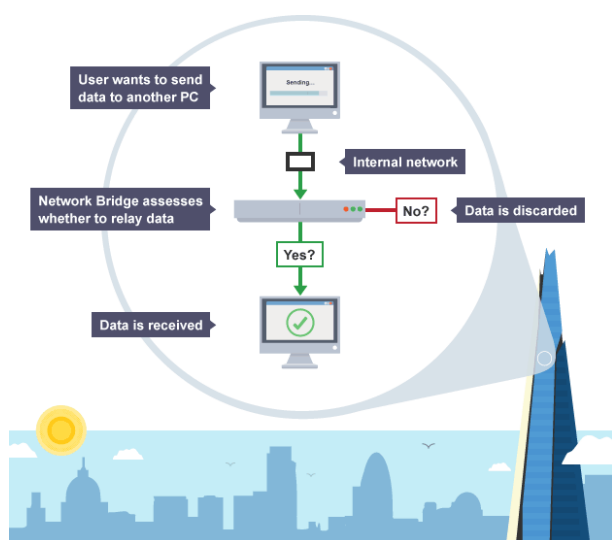 User wants to send
data to another PC
Sending...
Internal network
Network Bridge assesses
whether to relay data
No?
Data is discarded
Yes?
Data is received